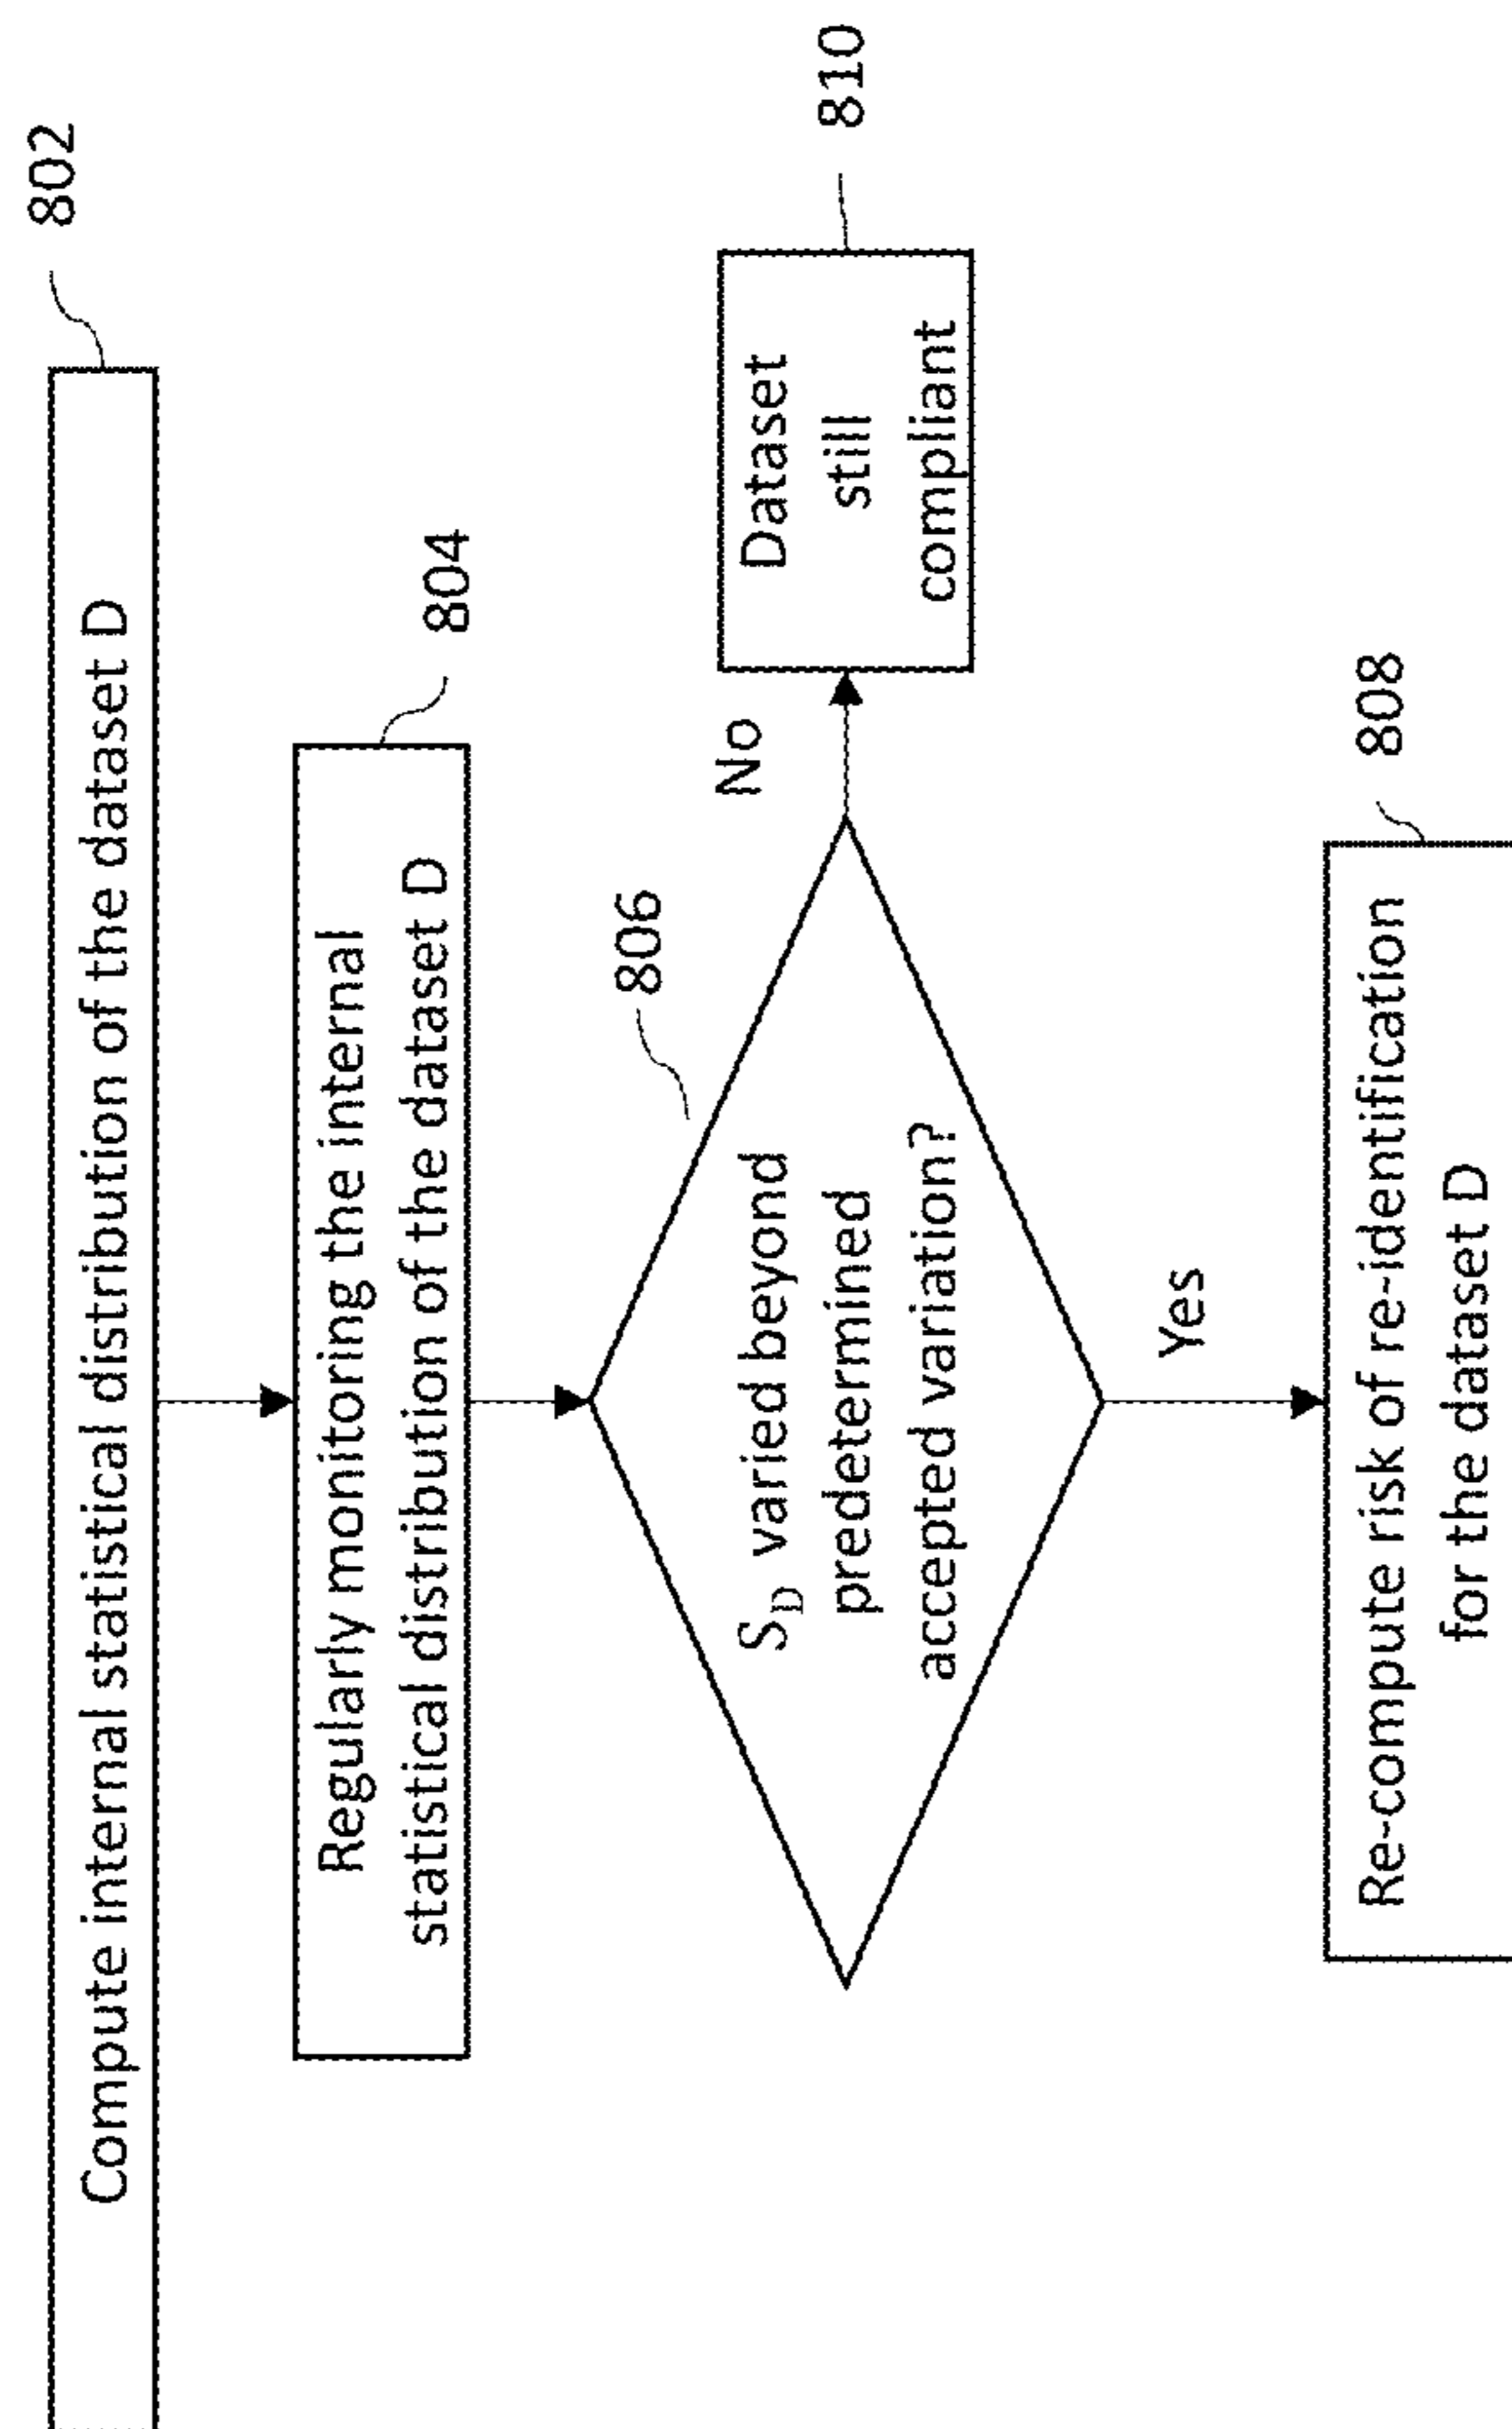 Compute internal statistical distribution of the dataset D
802
Regularly monitoring the internal
statistical distribution of the dataset D
804
806
S_D varied beyond
predetermined
accepted variation?
No
Dataset
still
compliant
810
Yes
Re-compute risk of re-identification
for the dataset D
808